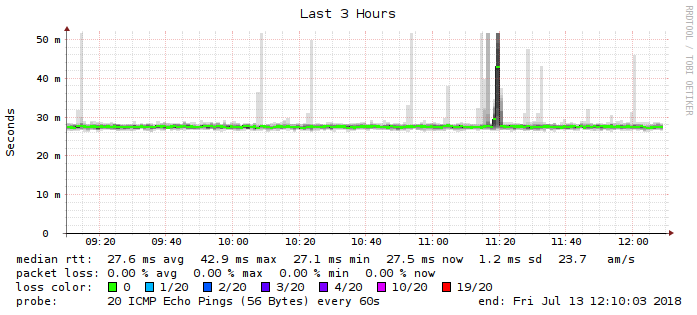 Last 3 Hours
RRDTOOL / TOBI OETIKER
Seconds
50 m
40 m
30 m
20 m
10 m
0
09:20 09:40 10:00 10:20 10:40 11:00 11:20 11:40 12:00
median rtt: 27.6 ms avg 42.9 ms max 27.1 ms min 27.5 ms now 1.2 ms sd 23.7 am/s
packet loss: 0.00 % avg 0.00 % max 0.00 % min 0.00 % now
loss color: 0 1/20 2/20 3/20 4/20 10/20 19/20
probe: 20 ICMP Echo Pings (56 Bytes) every 60s end: Fri Jul 13 12:10:03 2018